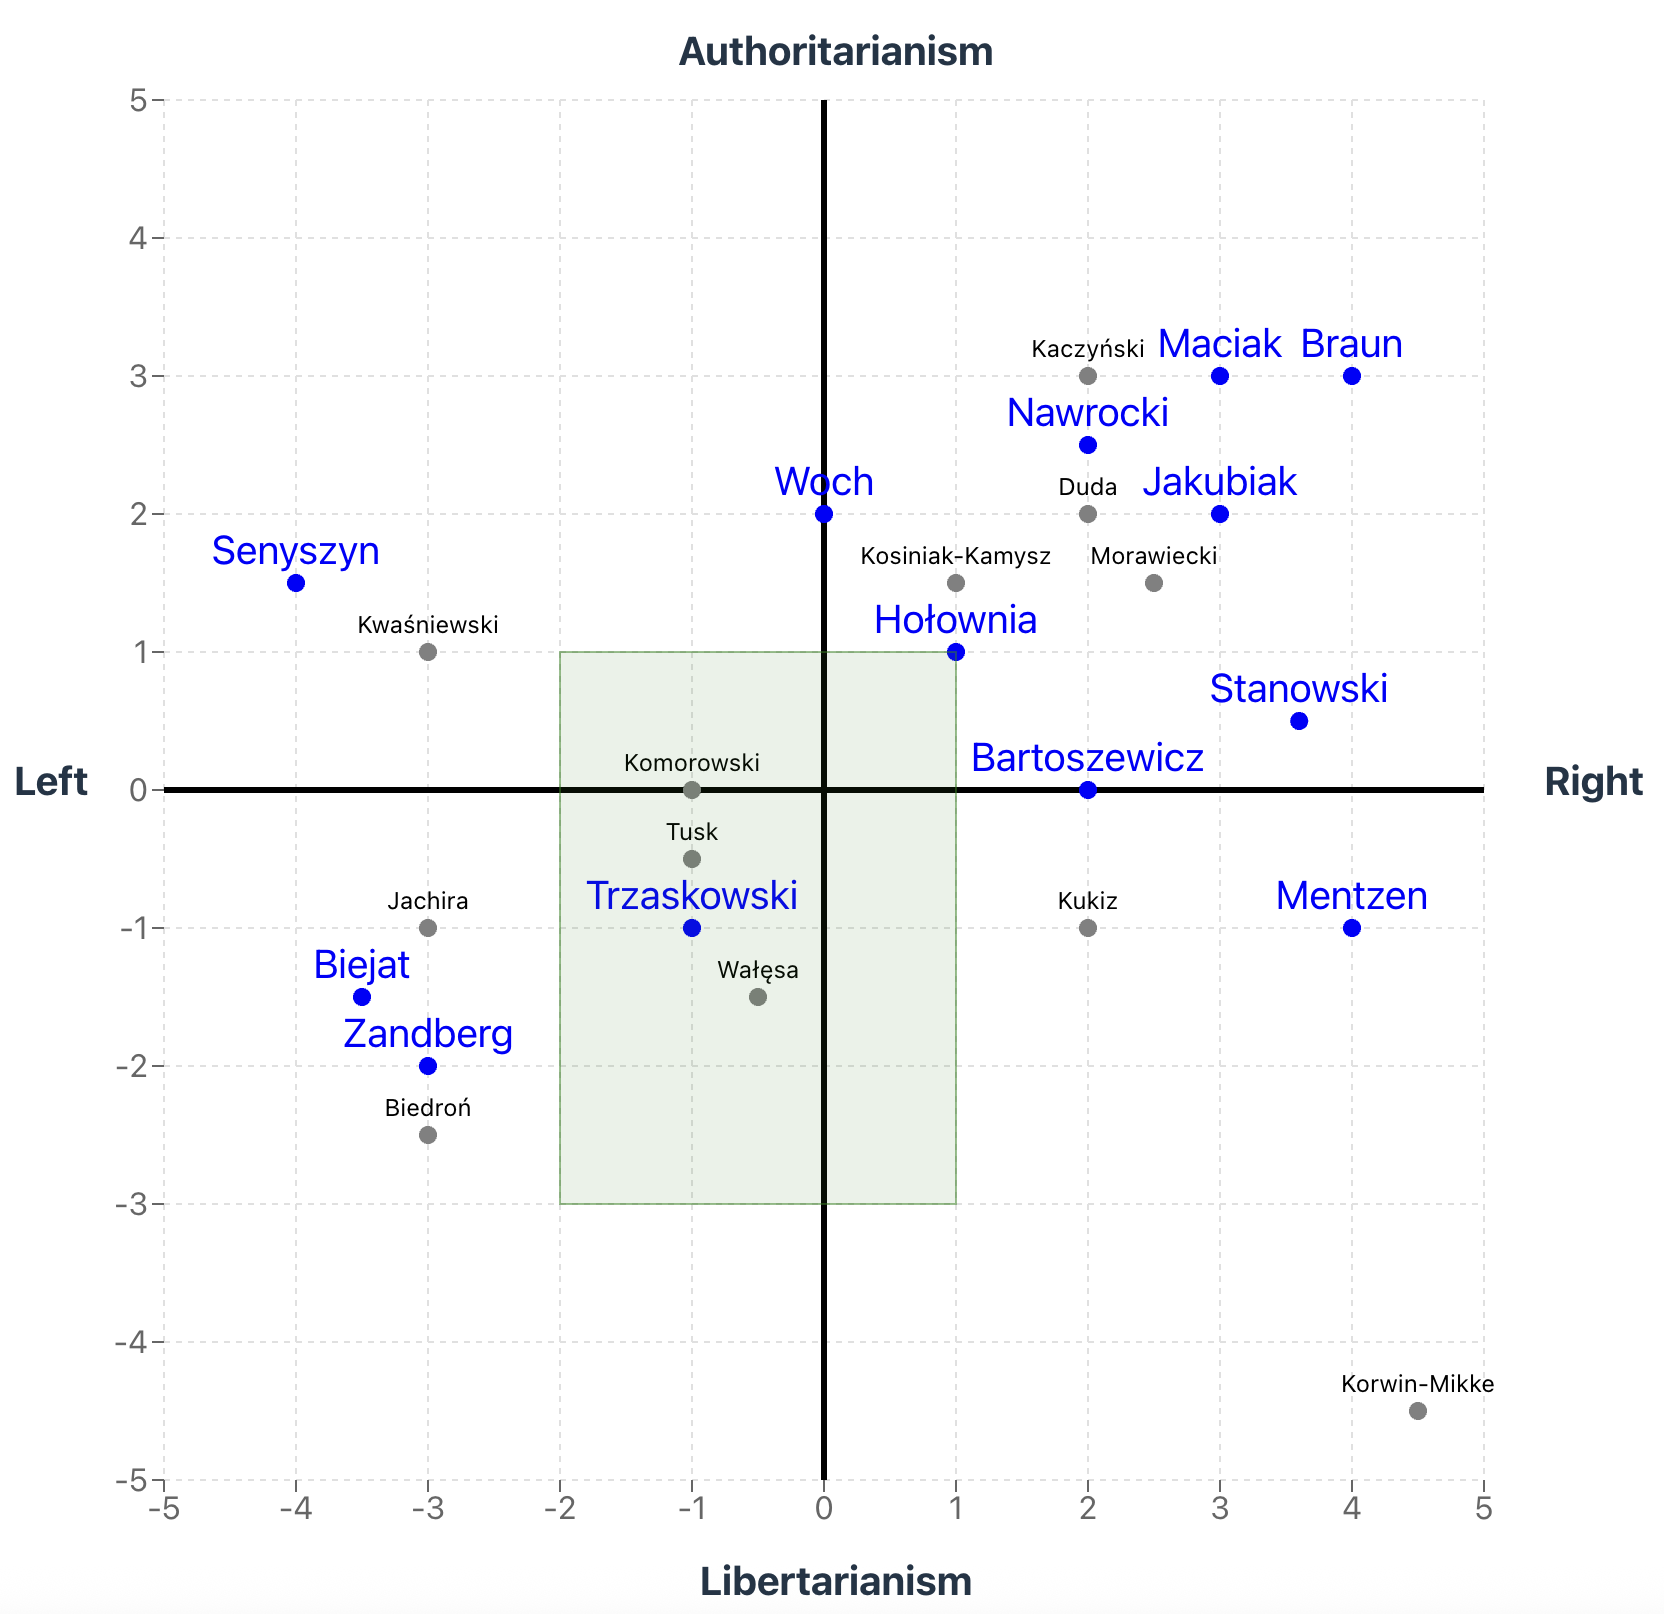 Authoritarianism
5
4
Kaczyński Maciak Braun
3
Nawrocki
Woch Duda Jakubiak
2
Senyszyn Kosiniak-Kamysz Morawiecki
Kwaśniewski Hołownia
1
Stanowski
Komorowski Bartoszewicz
Left 0 Right
Tusk
Jachira Trzaskowski Kukiz Mentzen
-1
Biejat Wałęsa
Zandberg
-2
Biedroń
-3
-4
Korwin-Mikke
-5
-5 -4 -3 -2 -1 0 1 2 3 4 5
Libertarianism